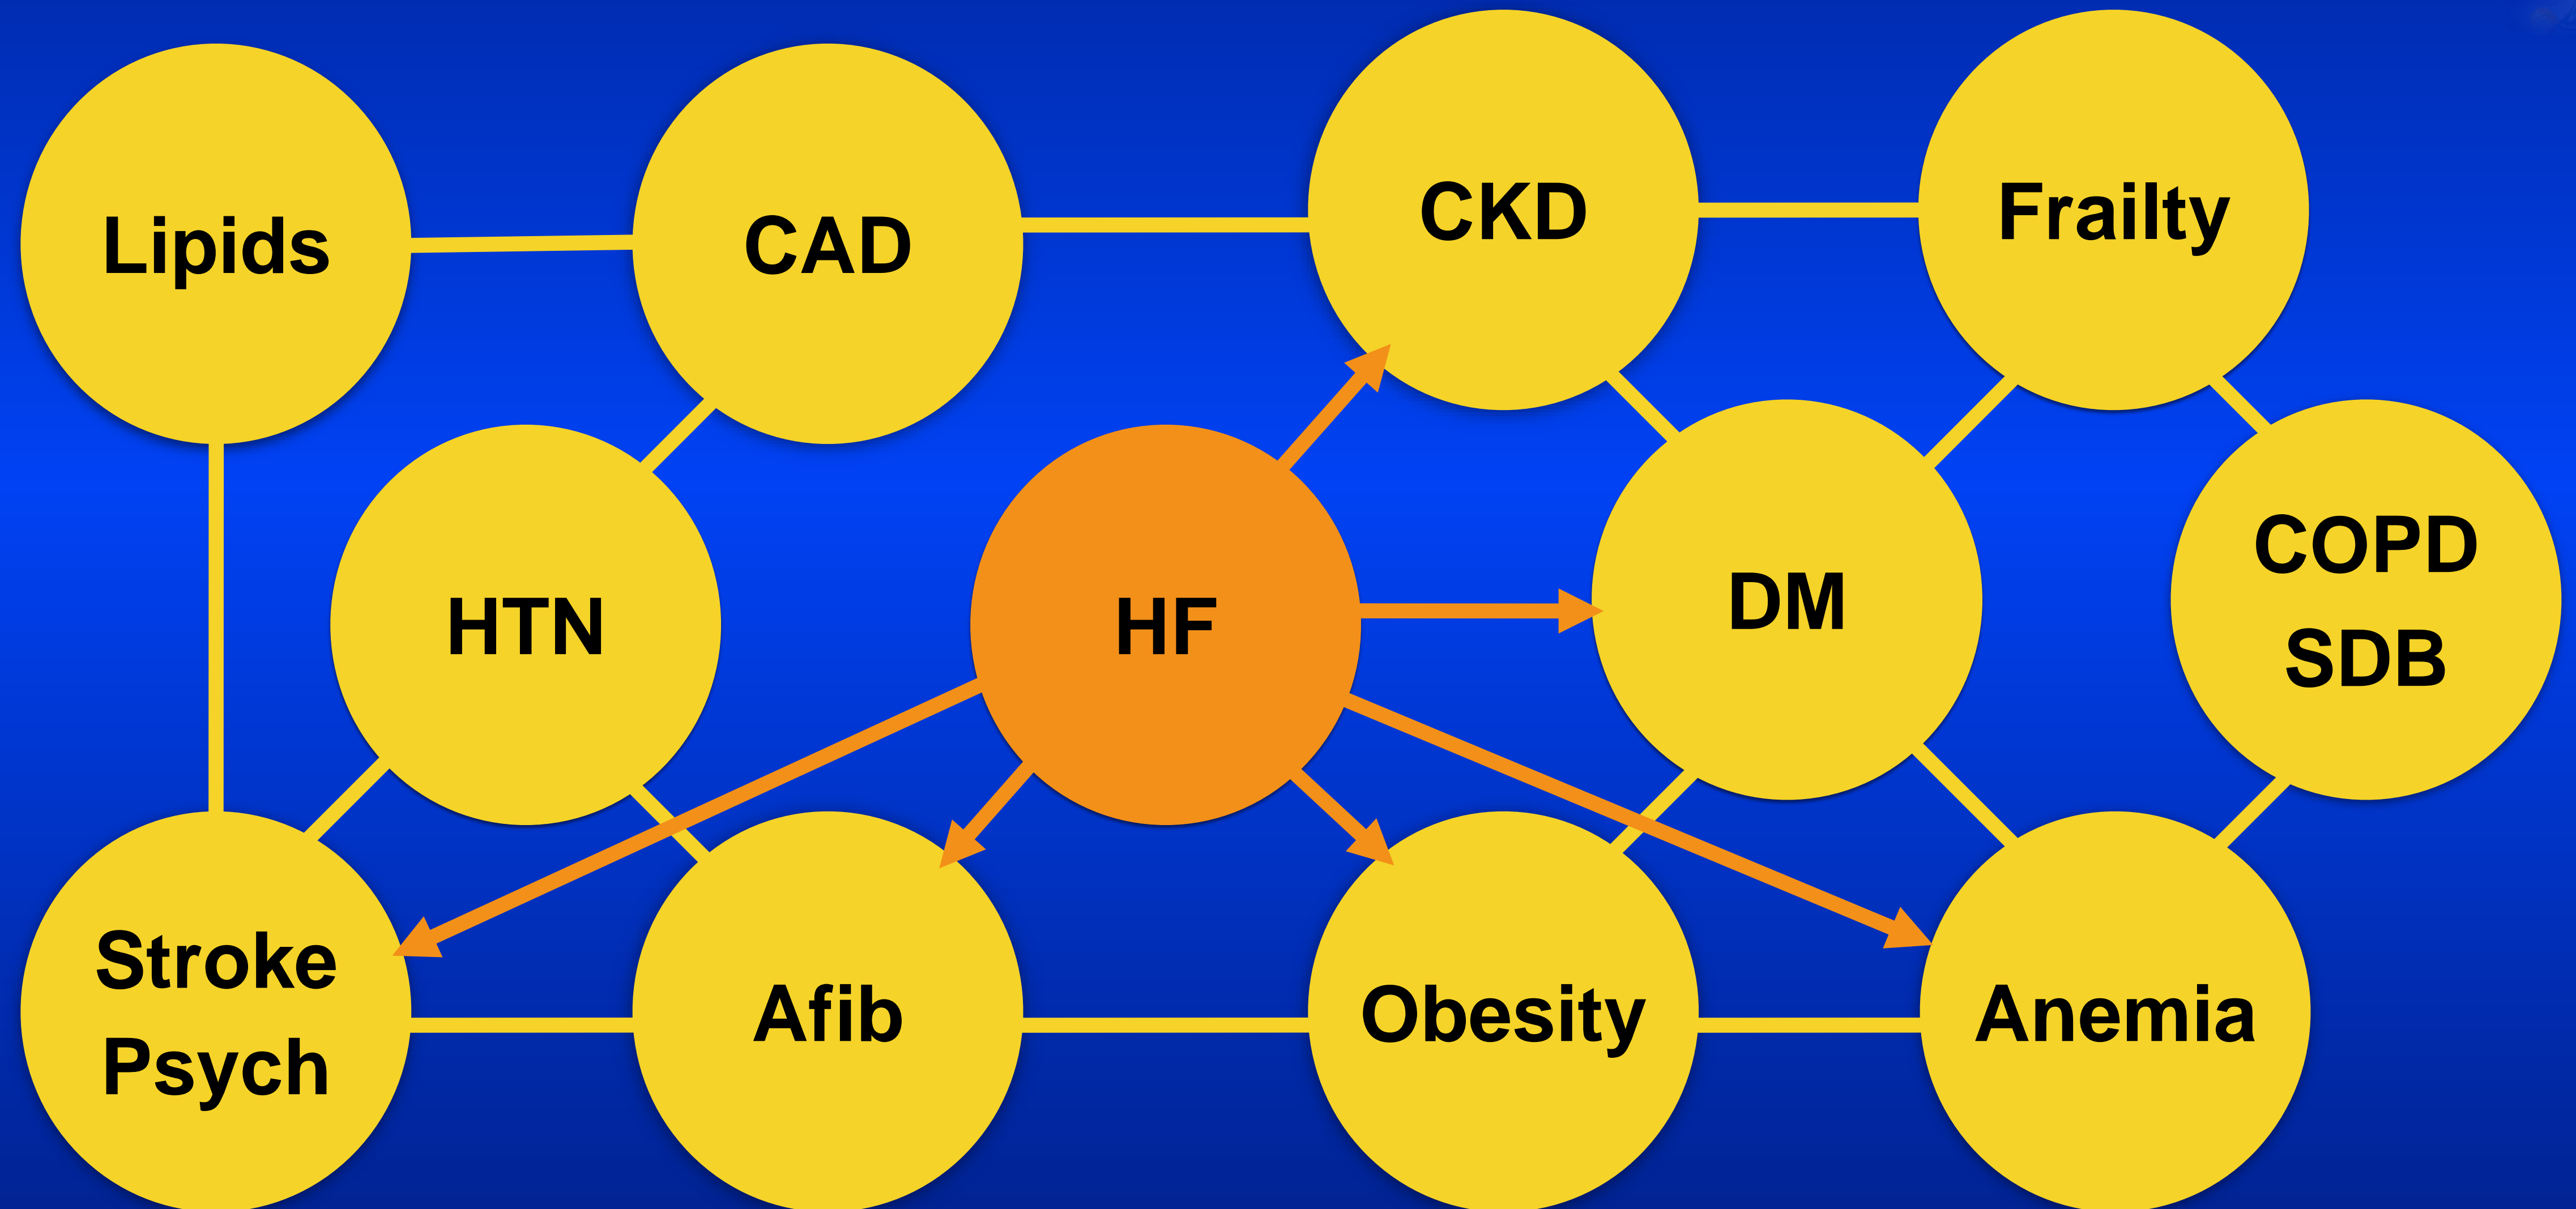 Lipids
CAD
CKD
Frailty
HTN
HF
DM
COPD
SDB
Stroke
Psych
Afib
Obesity
Anemia